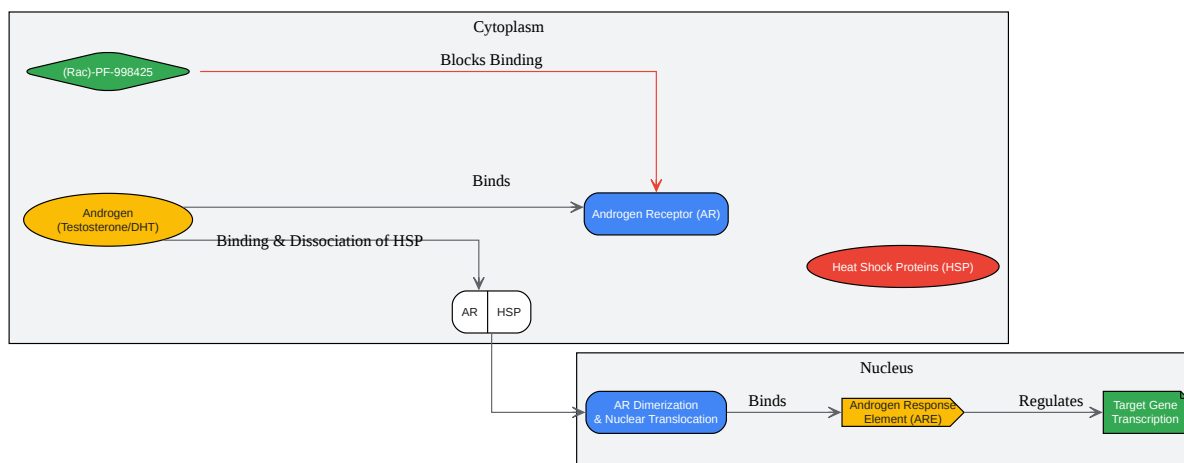 Cytoplasm
(Rac)-PF-998425
Blocks Binding
Binds
Androgen
(Testosterone/DHT)
Androgen Receptor (AR)
Binding & Dissociation of HSP
Heat Shock Proteins (HSP)
AR
HSP
Nucleus
AR Dimerization
& Nuclear Translocation
Binds
Androgen Response
Element (ARE)
Regulates
Target Gene
Transcription